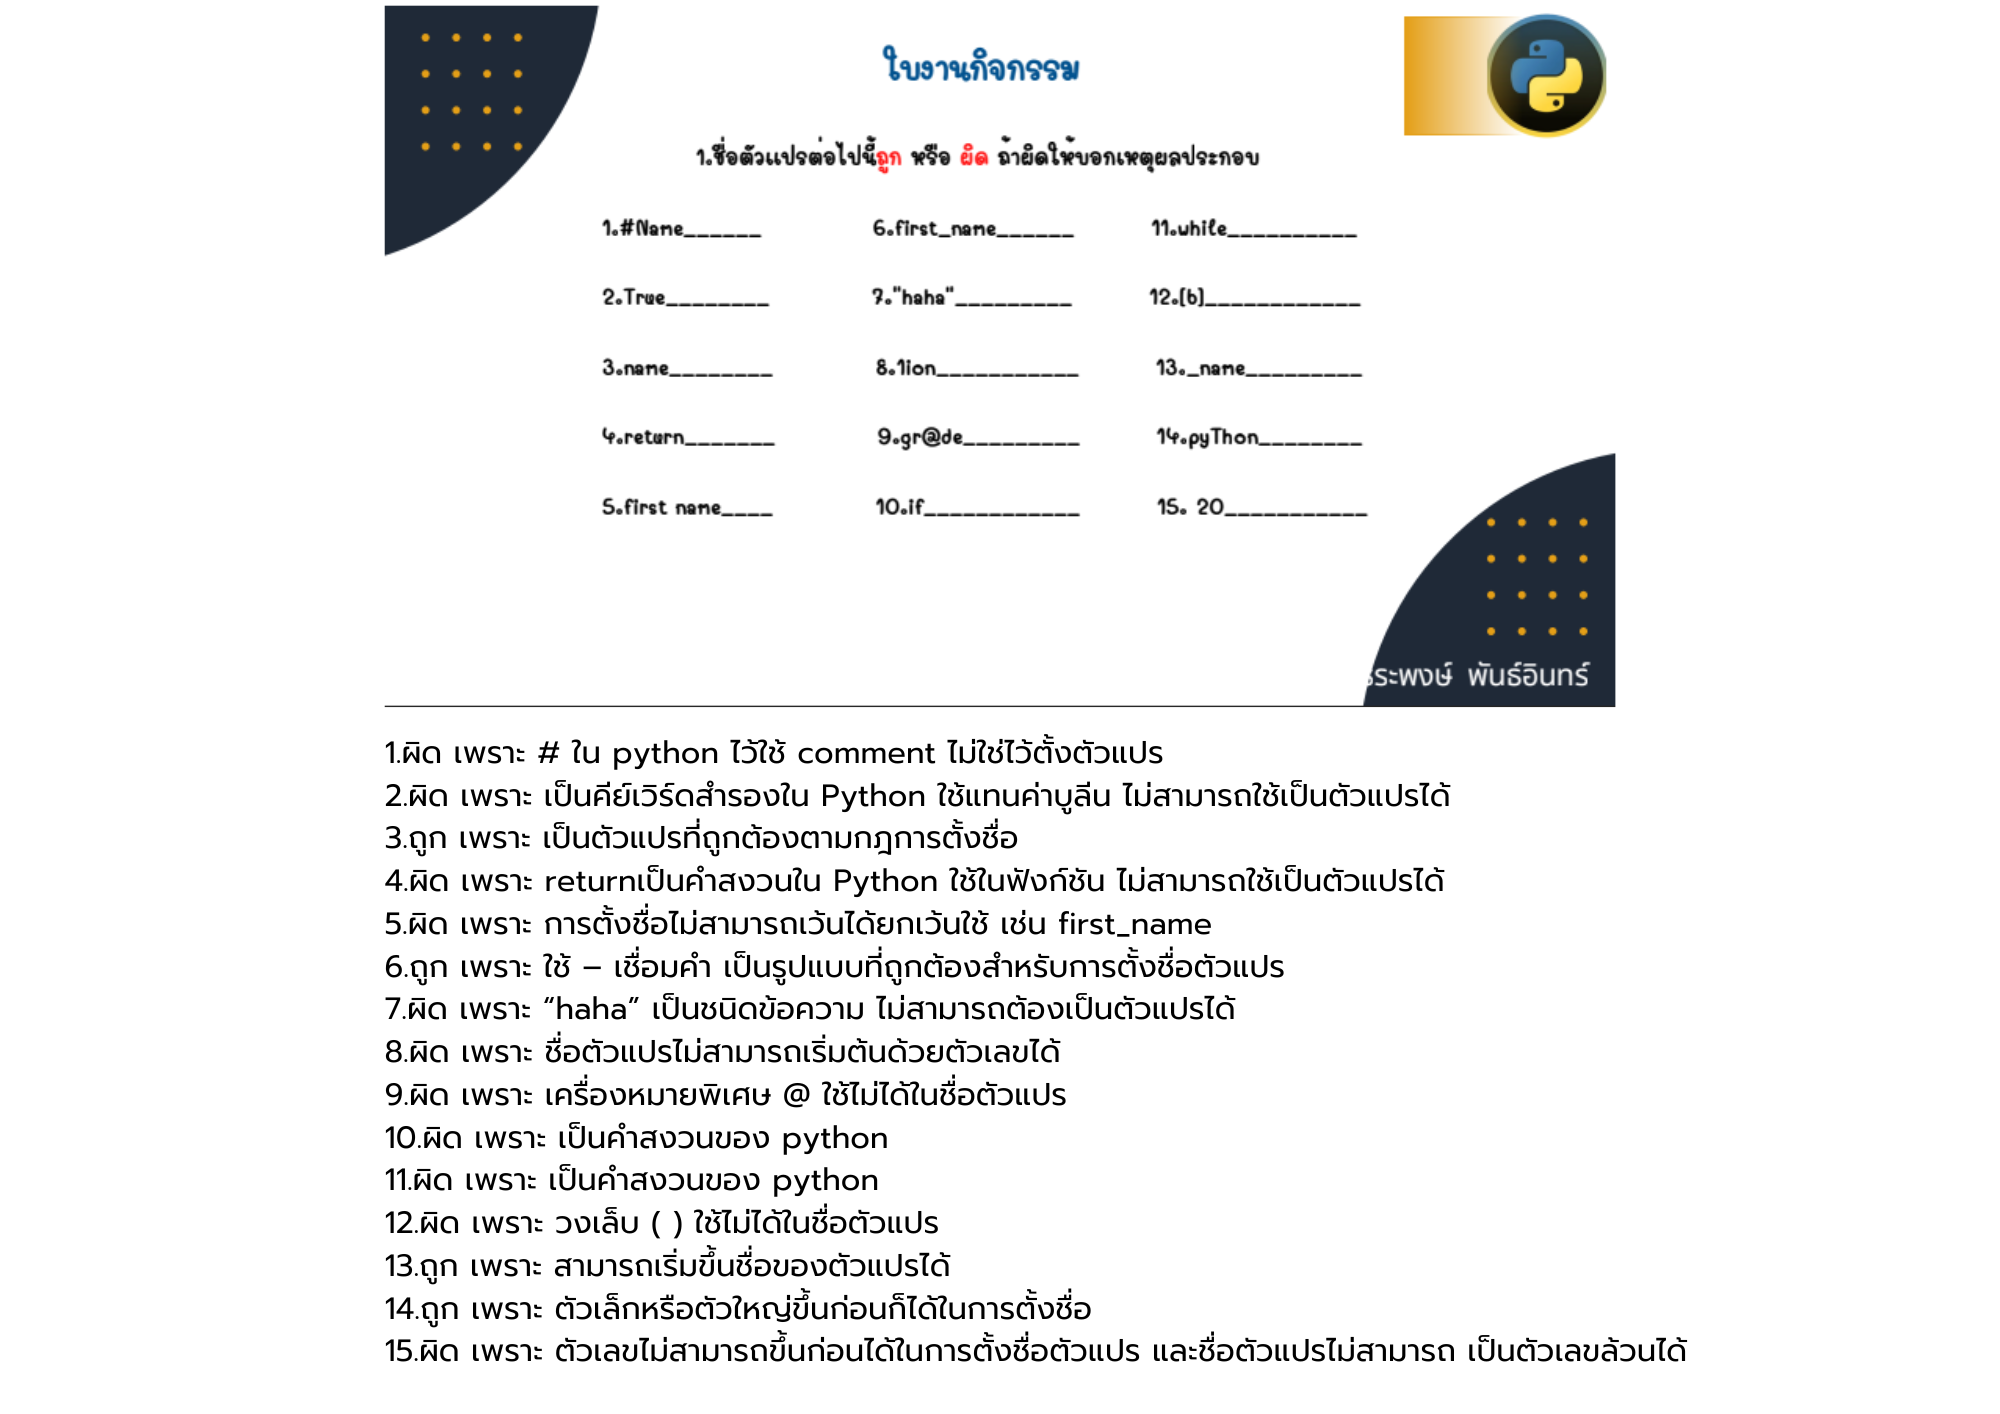 ใบงานกิจกรรม
1.ชื่อตัวแปรต่อไปนี้ถูก หรือ ผิด ถ้าผิดให้บอกเหตุผลประกอบ
1.#Name______ 6.first_name______ 11.while__________
2.True________ 7."haha"_________ 12.(b)____________
3.name________ 8.1ion___________ 13._name_________
4.return_______ 9.gr@de_________ 14.pyThon________
5.first name____ 10.if____________ 15. 20___________
ระพงษ์ พันธ์อินทร์
1.ผิด เพราะ # ใน python ไว้ใช้ comment ไม่ใช่ไว้ตั้งตัวแปร
2.ผิด เพราะ เป็นคีย์เวิร์ดสำรองใน Python ใช้แทนค่าบูลีน ไม่สามารถใช้เป็นตัวแปรได้
3.ถูก เพราะ เป็นตัวแปรที่ถูกต้องตามกฎการตั้งชื่อ
4.ผิด เพราะ returnเป็นคำสงวนใน Python ใช้ในฟังก์ชัน ไม่สามารถใช้เป็นตัวแปรได้
5.ผิด เพราะ การตั้งชื่อไม่สามารถเว้นได้ยกเว้นใช้ เช่น first_name
6.ถูก เพราะ ใช้ – เชื่อมคำ เป็นรูปแบบที่ถูกต้องสำหรับการตั้งชื่อตัวแปร
7.ผิด เพราะ “haha” เป็นชนิดข้อความ ไม่สามารถต้องเป็นตัวแปรได้
8.ผิด เพราะ ชื่อตัวแปรไม่สามารถเริ่มต้นด้วยตัวเลขได้
9.ผิด เพราะ เครื่องหมายพิเศษ @ ใช้ไม่ได้ในชื่อตัวแปร
10.ผิด เพราะ เป็นคำสงวนของ python
11.ผิด เพราะ เป็นคำสงวนของ python
12.ผิด เพราะ วงเล็บ ( ) ใช้ไม่ได้ในชื่อตัวแปร
13.ถูก เพราะ สามารถเริ่มขึ้นชื่อของตัวแปรได้
14.ถูก เพราะ ตัวเล็กหรือตัวใหญ่ขึ้นก่อนก็ได้ในการตั้งชื่อ
15.ผิด เพราะ ตัวเลขไม่สามารถขึ้นก่อนได้ในการตั้งชื่อตัวแปร และชื่อตัวแปรไม่สามารถ เป็นตัวเลขล้วนได้